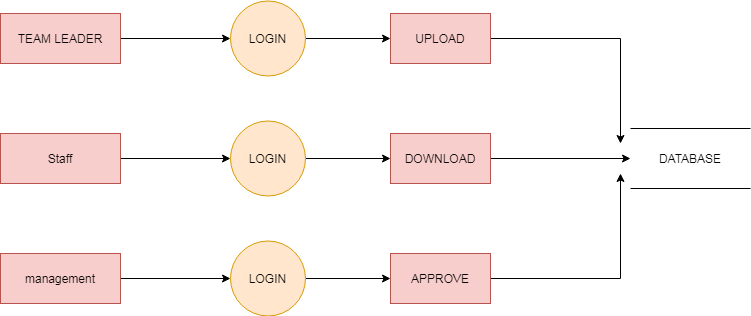 TEAM LEADER
LOGIN
UPLOAD
Staff
LOGIN
DOWNLOAD
DATABASE
management
LOGIN
APPROVE